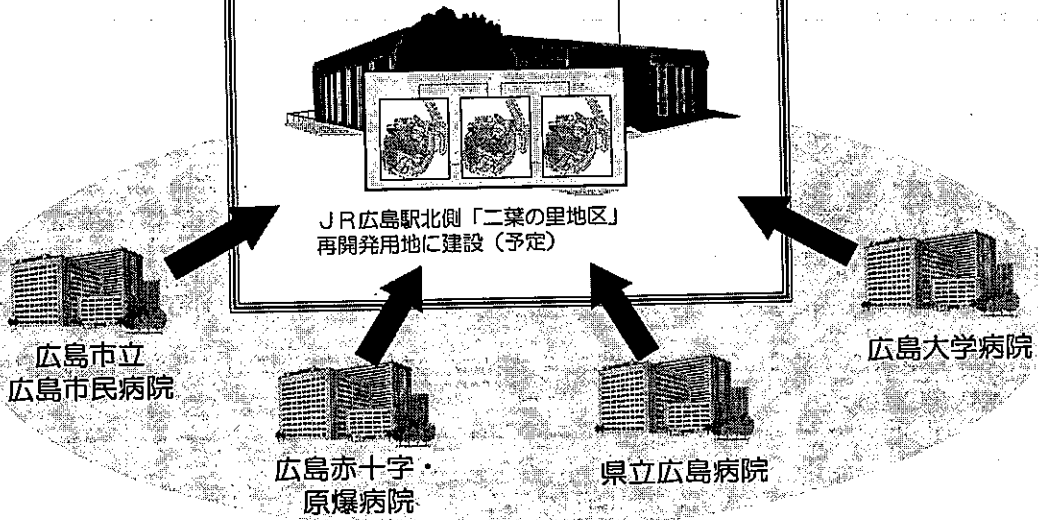 JR広島駅北側「二葉の里地区」
再開発用地に建設（予定）
広島市立
広島市民病院
広島赤十字・
原爆病院
県立広島病院
広島大学病院